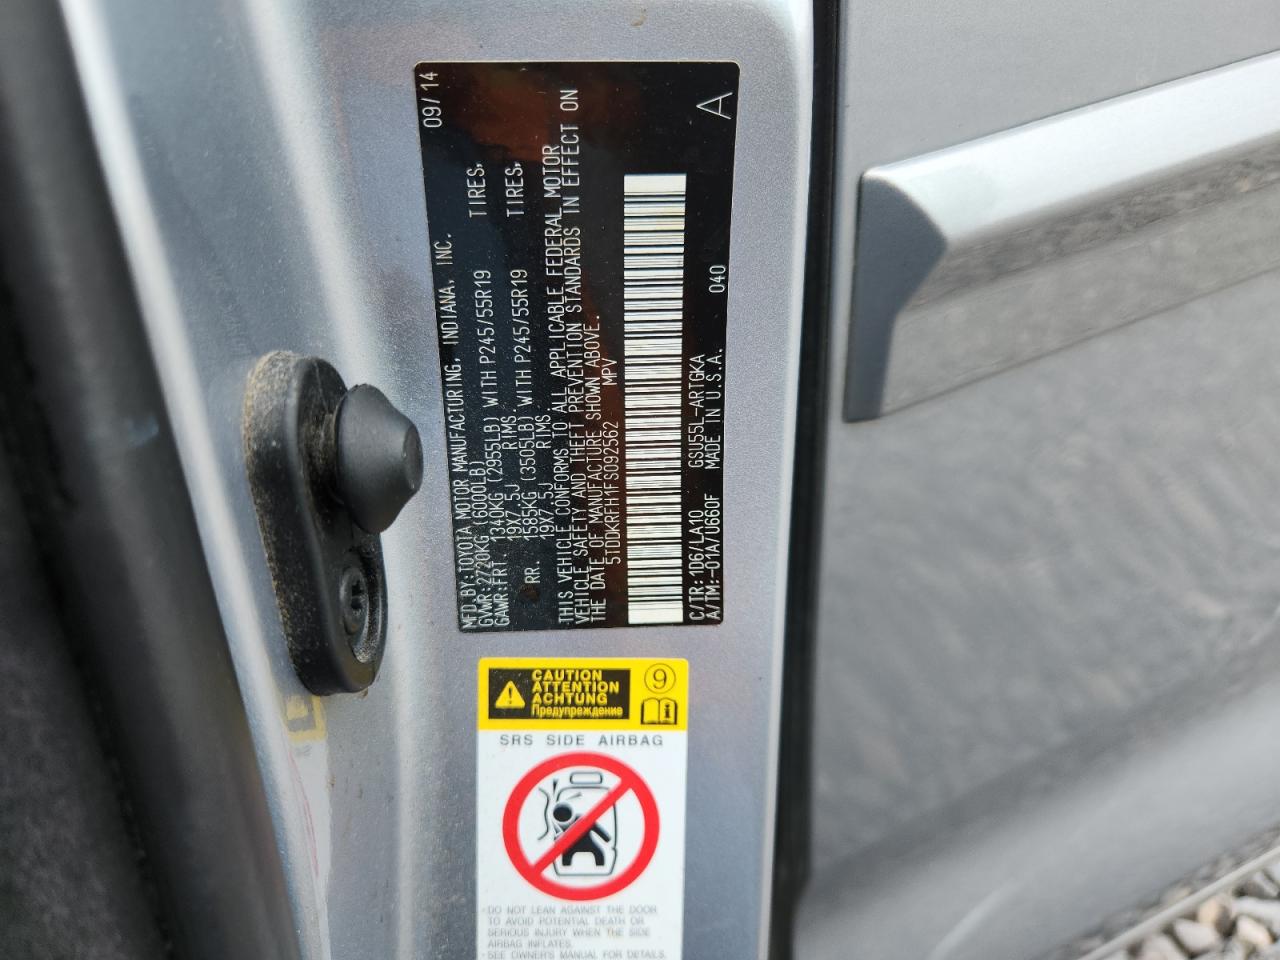 MFD BY:TOYOTA MOTOR MANUFACTURING, INDIANA, INC. 09/14
GVWR:2720KG (6000LB)
GAWR:FRT. 1340KG (2955LB) WITH P245/55R19 TIRES,
19X7.5J RIMS.
RR. 1585KG (3505LB) WITH P245/55R19 TIRES,
19X7.5J RIMS.
THIS VEHICLE CONFORMS TO ALL APPLICABLE FEDERAL MOTOR
VEHICLE SAFETY AND THEFT PREVENTION STANDARDS IN EFFECT ON
THE DATE OF MANUFACTURE SHOWN ABOVE.
5TDDKRFH1FS092562 MPV
C/TR:1D6/LA10 GSU55L-ARTGKA
A/TM:-01A/U660F MADE IN U.S.A. 040 A
CAUTION
ATTENTION
ACHTUNG
Предупреждение
9
SRS SIDE AIRBAG
・DO NOT LEAN AGAINST THE DOOR
TO AVOID POTENTIAL DEATH OR
SERIOUS INJURY WHEN THE SIDE
AIRBAG INFLATES.
・SEE OWNER'S MANUAL FOR DETAILS.